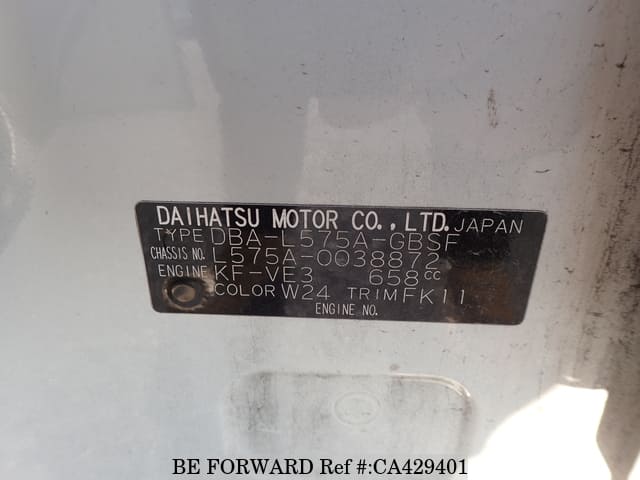 DAIHATSU MOTOR CO., LTD. JAPAN
TYPE DBA-L575A-GBSF
CHASSIS NO. L575A-0038872
ENGINE KF-VE3 658cc
COLOR W24 TRIM FK11
ENGINE NO.
BE FORWARD Ref #:CA429401